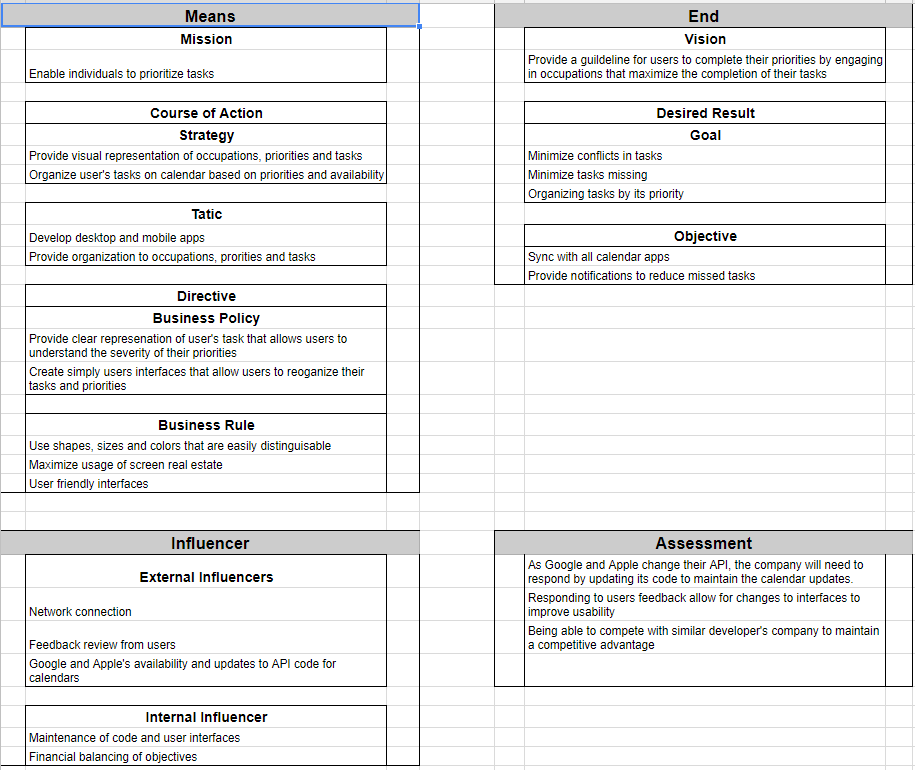 Means
Mission
Enable individuals to prioritize tasks
Course of Action
Strategy
Provide visual representation of occupations, priorities and tasks
Organize user's tasks on calendar based on priorities and availability
Tatic
Develop desktop and mobile apps
Provide organization to occupations, prorities and tasks
Directive
Business Policy
Provide clear represenation of user's task that allows users to
understand the severity of their priorities
Create simply users interfaces that allow users to reoganize their
tasks and priorities
Business Rule
Use shapes, sizes and colors that are easily distinguisable
Maximize usage of screen real estate
User friendly interfaces
End
Vision
Provide a guildeline for users to complete their priorities by engaging
in occupations that maximize the completion of their tasks
Desired Result
Goal
Minimize conflicts in tasks
Minimize tasks missing
Organizing tasks by its priority
Objective
Sync with all calendar apps
Provide notifications to reduce missed tasks
Influencer
External Influencers
Network connection
Feedback review from users
Google and Apple's availability and updates to API code for
calendars
Internal Influencer
Maintenance of code and user interfaces
Financial balancing of objectives
Assessment
As Google and Apple change their API, the company will need to
respond by updating its code to maintain the calendar updates.
Responding to users feedback allow for changes to interfaces to
improve usability
Being able to compete with similar developer's company to maintain
a competitive advantage